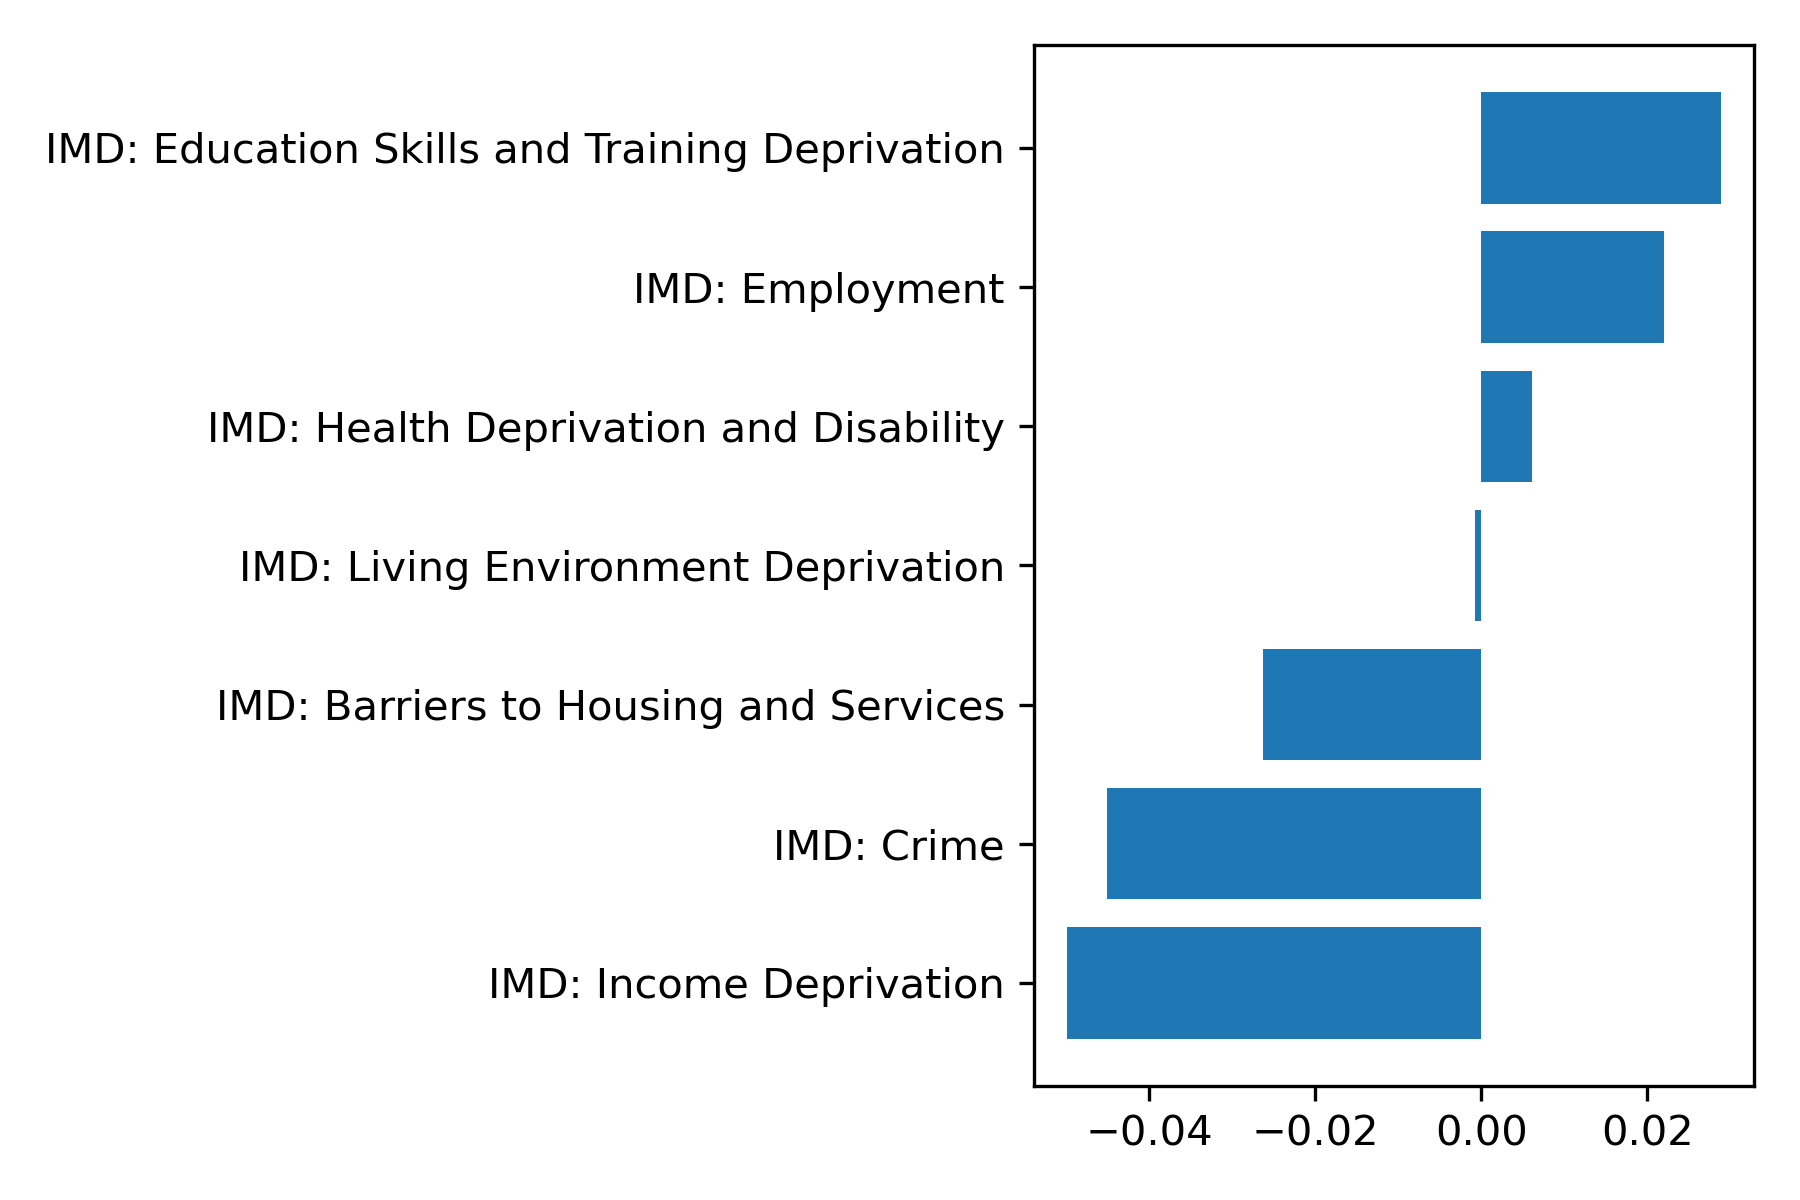 IMD: Education Skills and Training Deprivation
IMD: Employment
IMD: Health Deprivation and Disability
IMD: Living Environment Deprivation
IMD: Barriers to Housing and Services
IMD: Crime
IMD: Income Deprivation
−0.04 −0.02 0.00 0.02